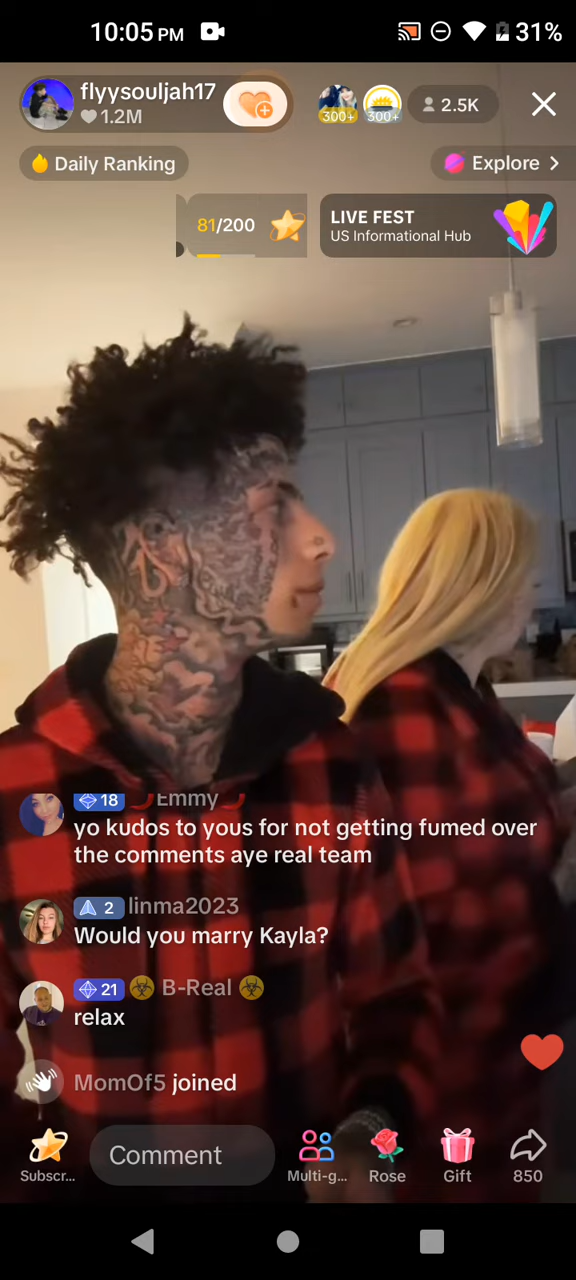 10:05 PM
31%
flyysouljah17
1.2M
300+
300+
2.5K
Daily Ranking
Explore
81/200
LIVE FEST
US Informational Hub
18 Emmy
yo kudos to yous for not getting fumed over
the comments aye real team
2 linma2023
Would you marry Kayla?
21 B-Real
relax
MomOf5 joined
Comment
Subscr...
Multi-g...
Rose
Gift
850